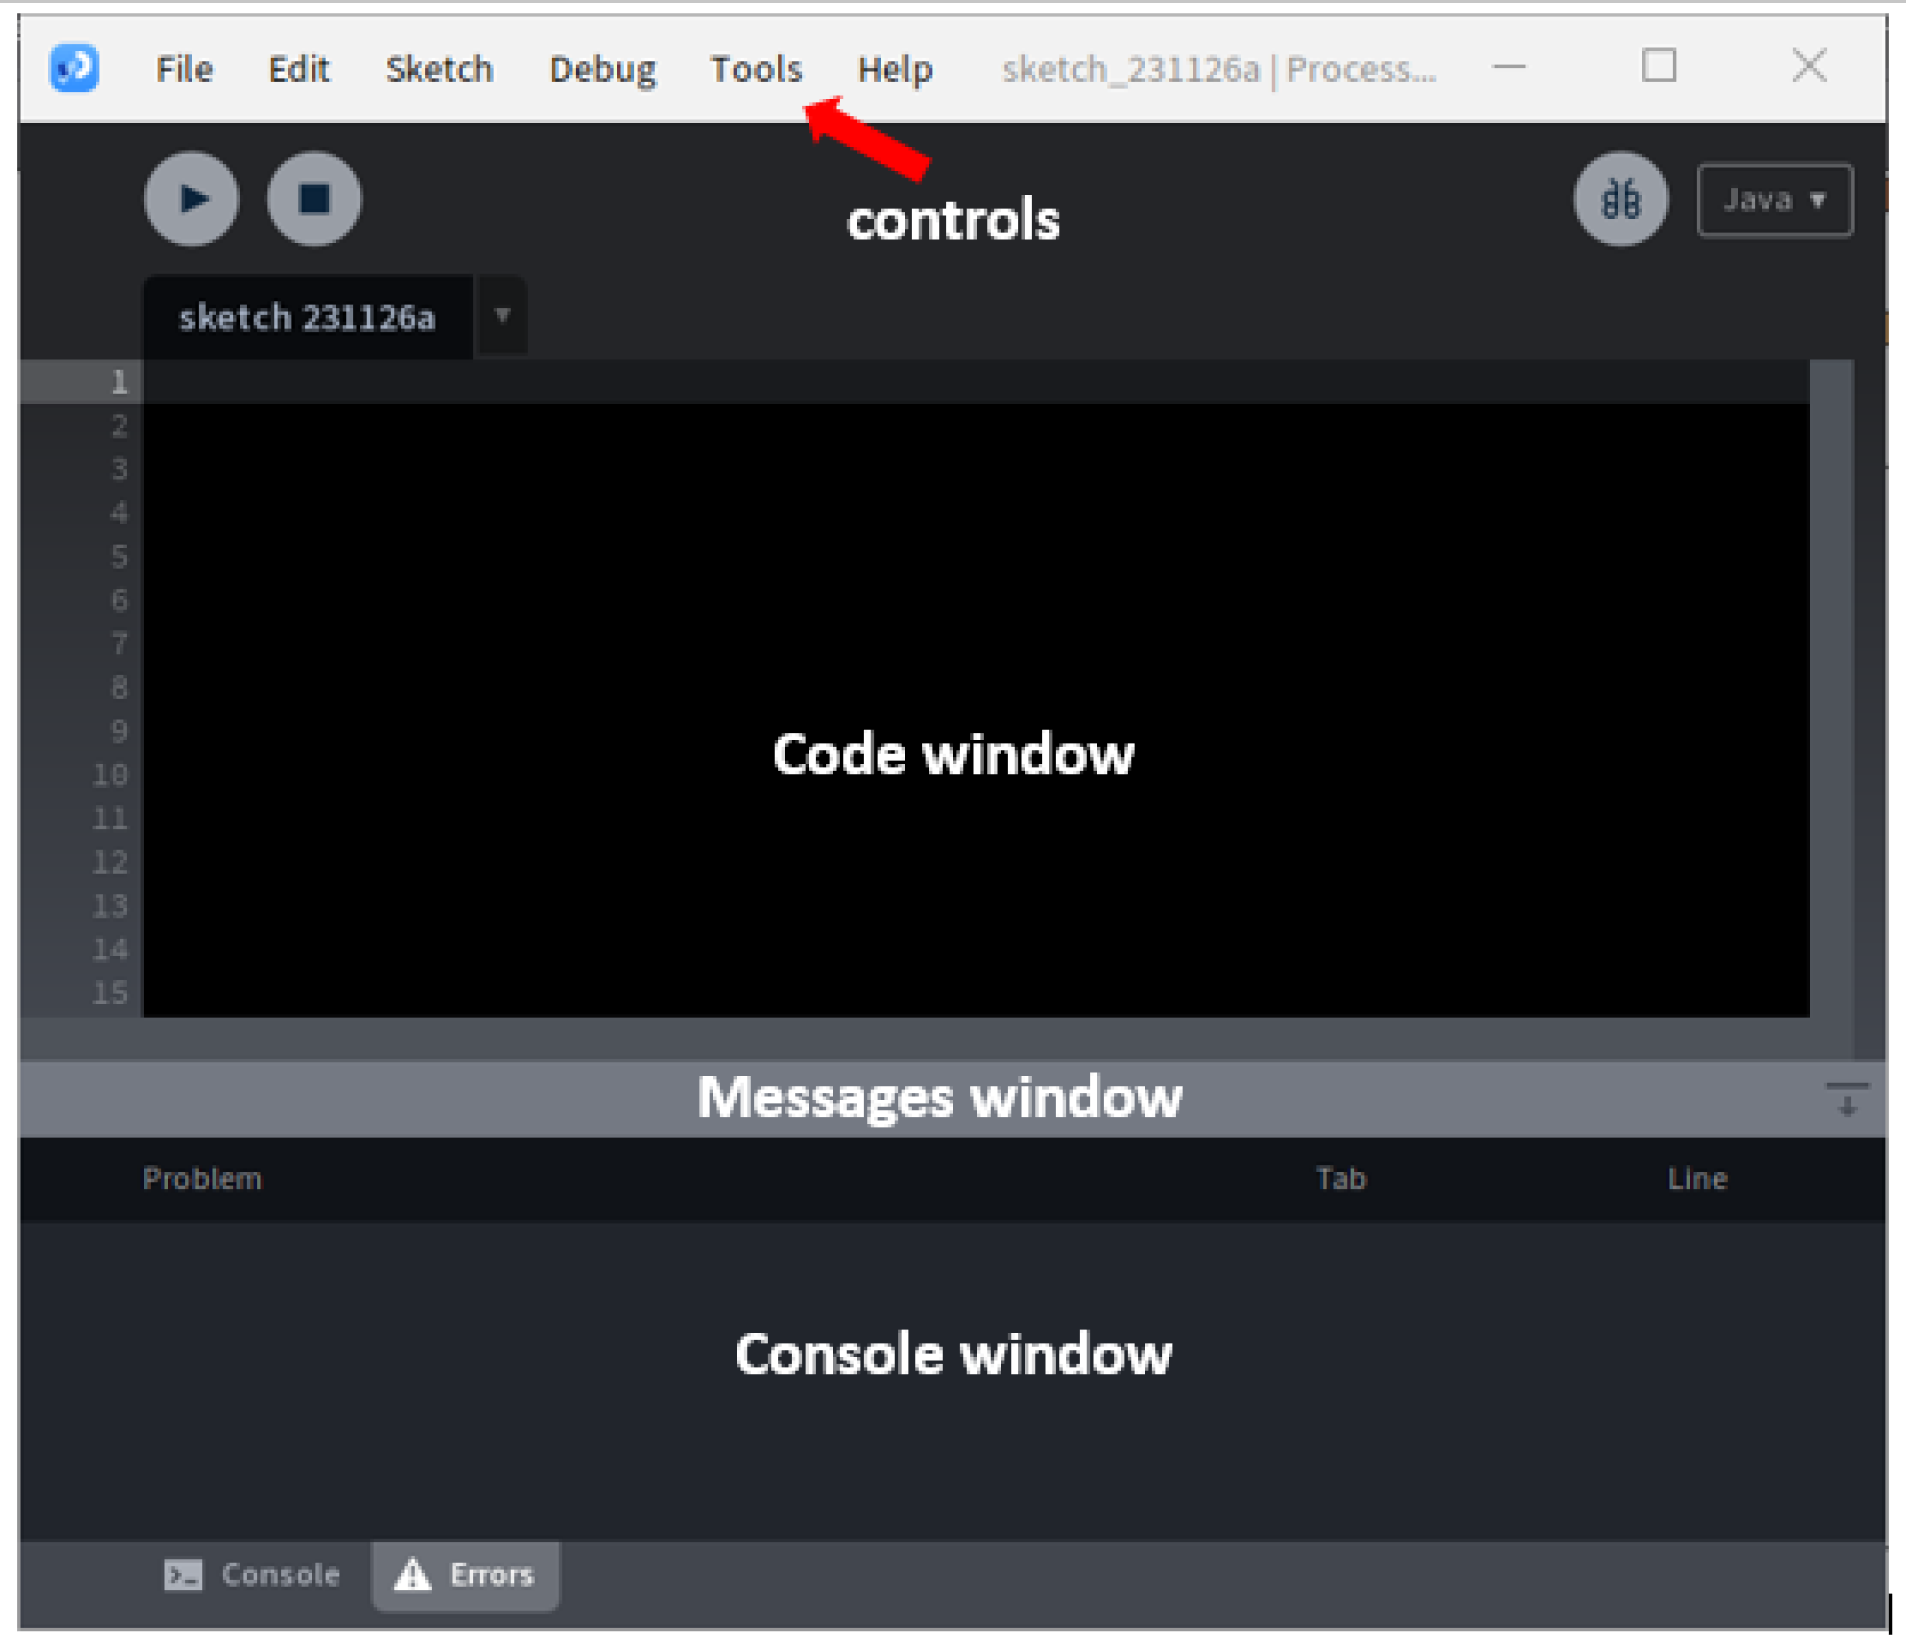 File Edit Sketch Debug Tools Help sketch_231126a | Process...
controls
Java ▼
sketch 231126a ▼
1
2
3
4
5
6
7
8
9
Code window
10
11
12
13
14
15
Messages window
Problem Tab Line
Console window
Console Errors